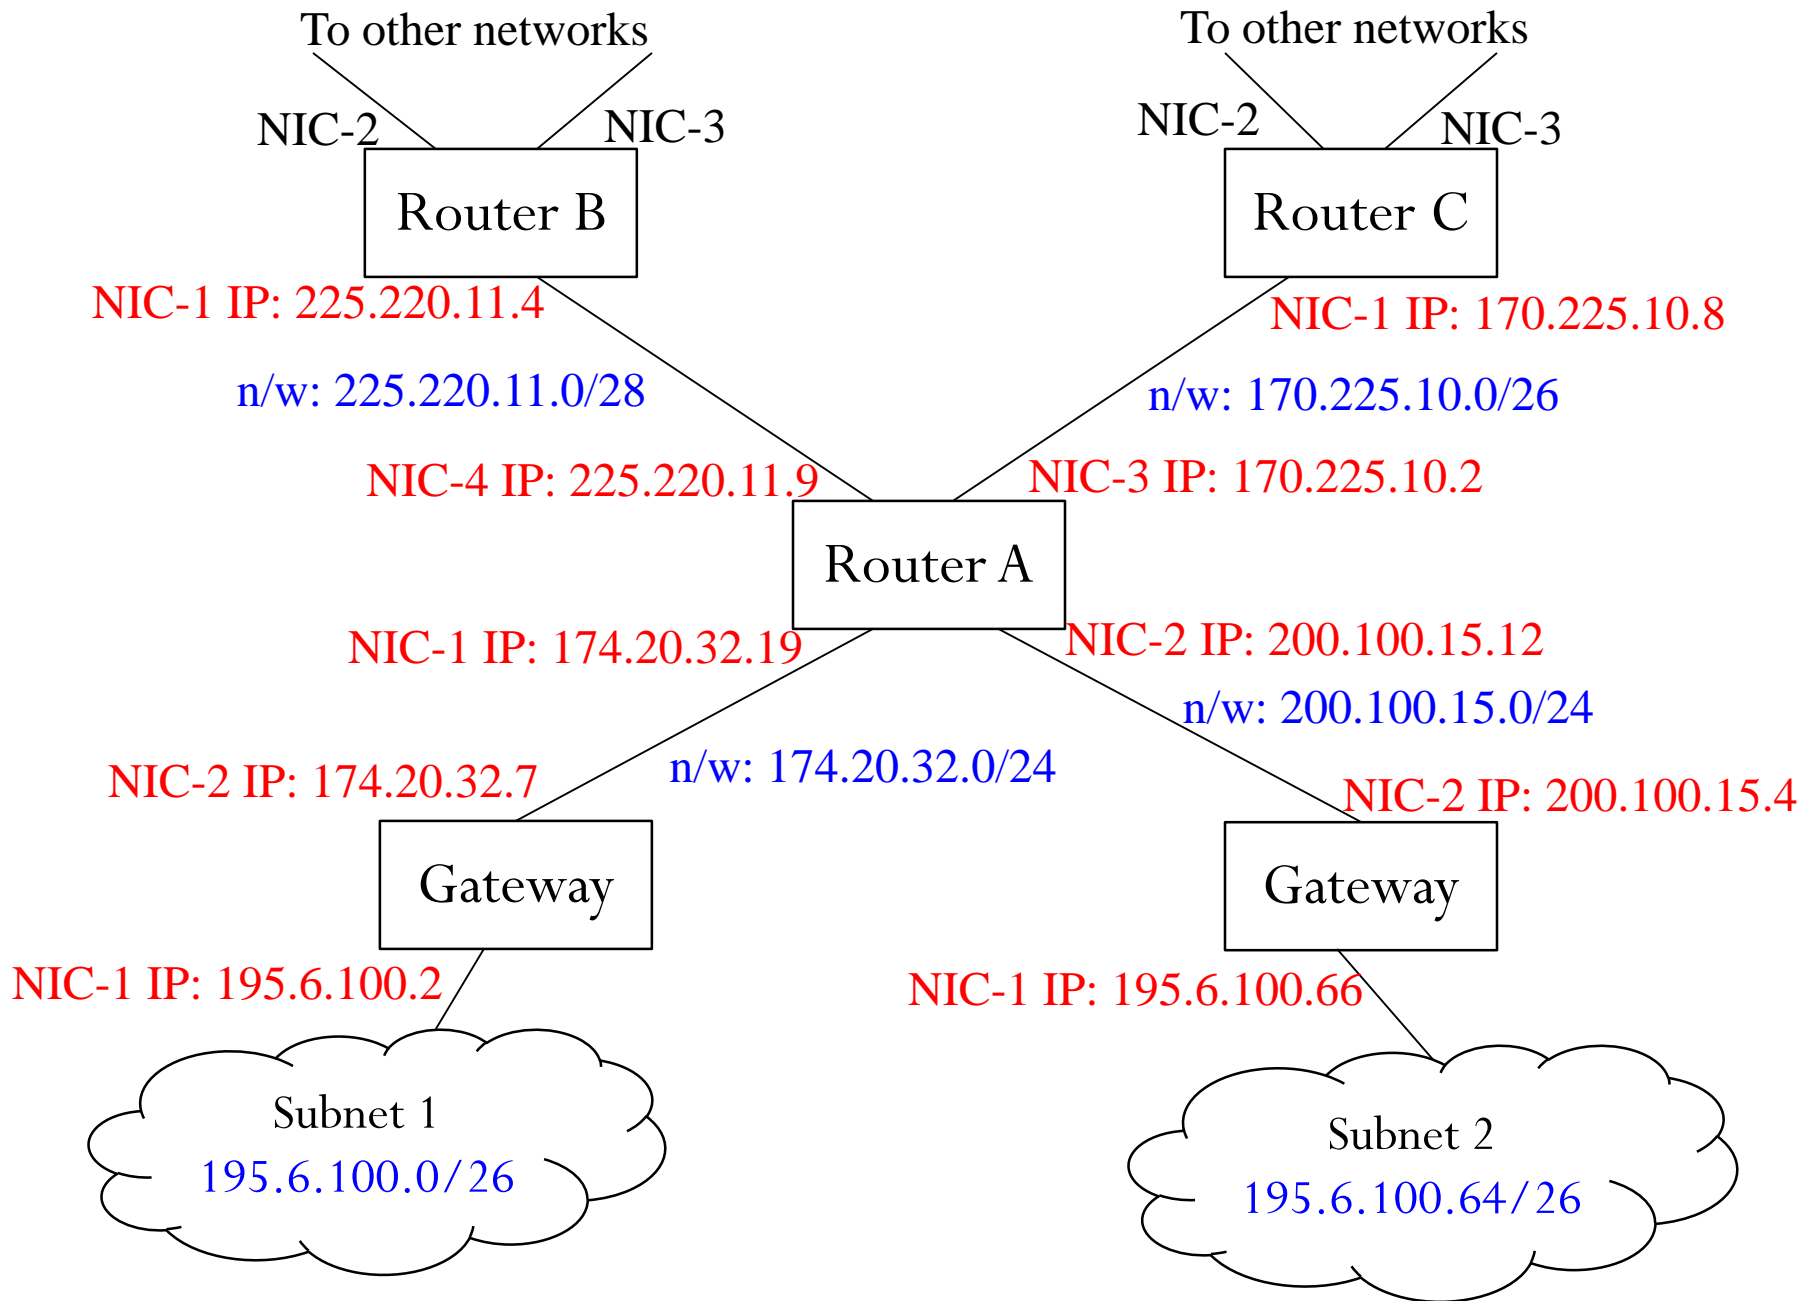 To other networks
To other networks
NIC-2
NIC-3
NIC-2
NIC-3
Router B
Router C
NIC-1 IP: 225.220.11.4
NIC-1 IP: 170.225.10.8
n/w: 225.220.11.0/28
n/w: 170.225.10.0/26
NIC-4 IP: 225.220.11.9
NIC-3 IP: 170.225.10.2
Router A
NIC-1 IP: 174.20.32.19
NIC-2 IP: 200.100.15.12
n/w: 200.100.15.0/24
n/w: 174.20.32.0/24
NIC-2 IP: 174.20.32.7
NIC-2 IP: 200.100.15.4
Gateway
Gateway
NIC-1 IP: 195.6.100.2
NIC-1 IP: 195.6.100.66
Subnet 1
195.6.100.0/26
Subnet 2
195.6.100.64/26